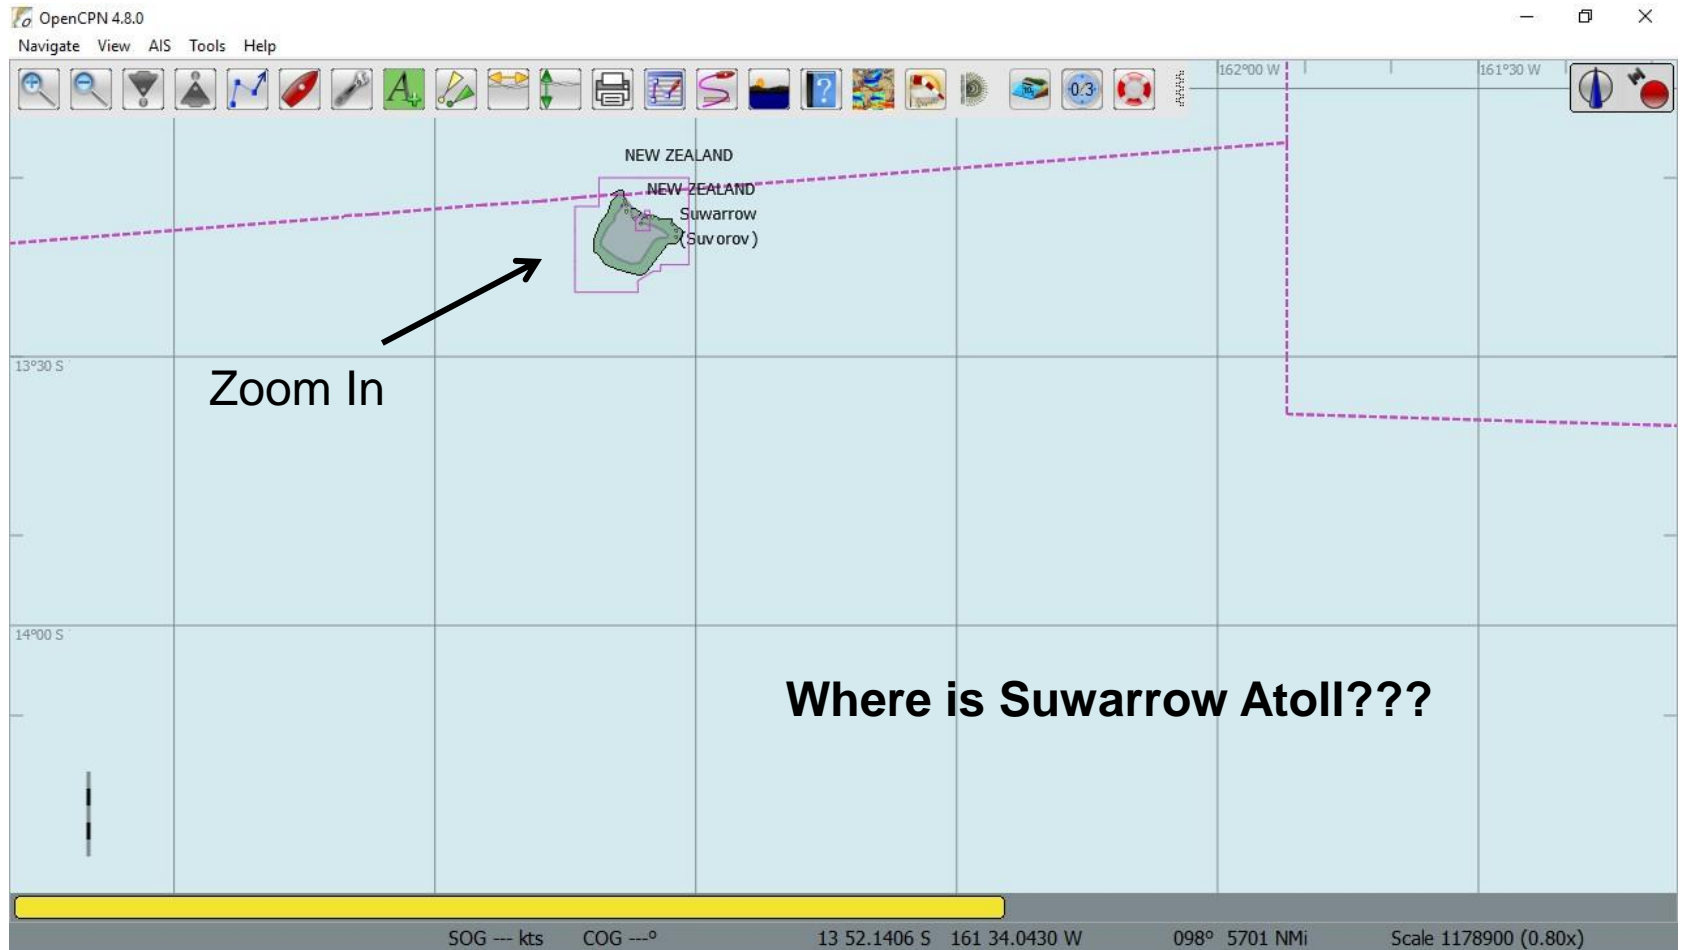 OpenCPN 4.8.0
Navigate View AIS Tools Help
162°00 W
161°30 W
NEW ZEALAND
NEW ZEALAND
Suwarrow
(Suvorov)
13°30 S
Zoom In
14°00 S
Where is Suwarrow Atoll???
SOG --- kts COG ---° 13 52.1406 S 161 34.0430 W 098° 5701 NMi Scale 1178900 (0.80x)